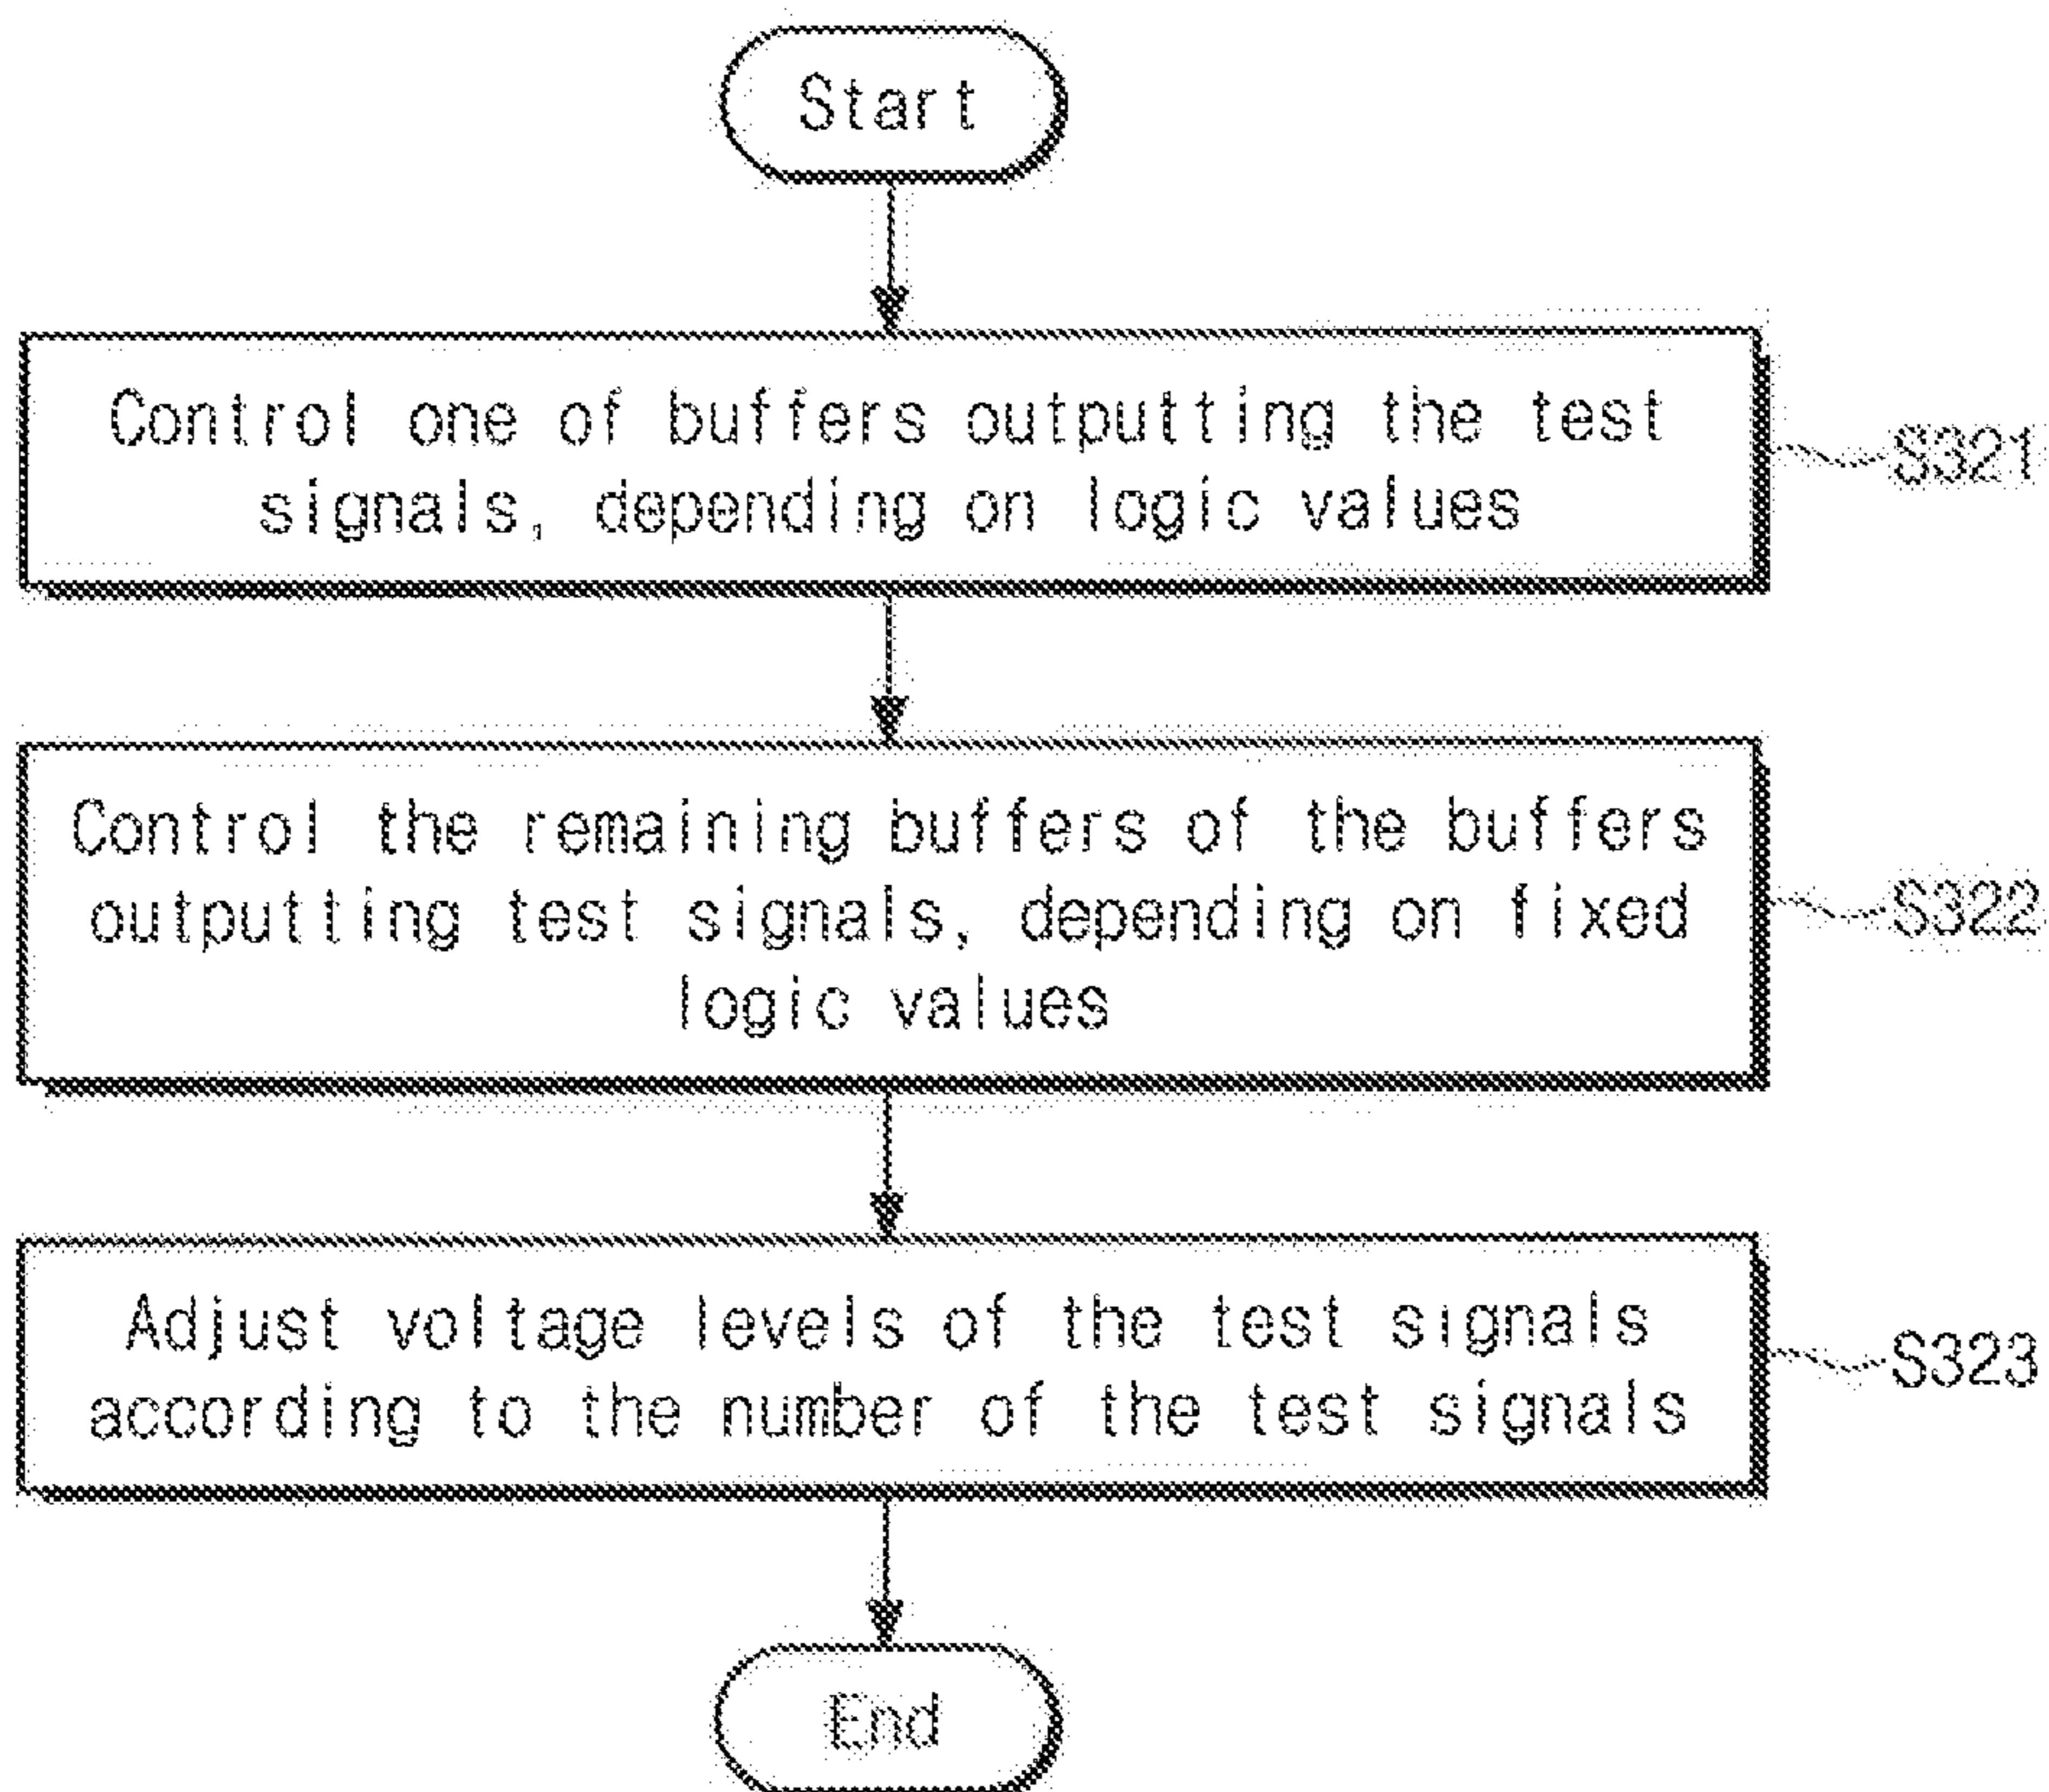 Start
Control one of buffers outputting the test
signals, depending on logic values
S321
Control the remaining buffers of the buffers
outputting test signals, depending on fixed
logic values
S322
Adjust voltage levels of the test signals
according to the number of the test signals
S323
End